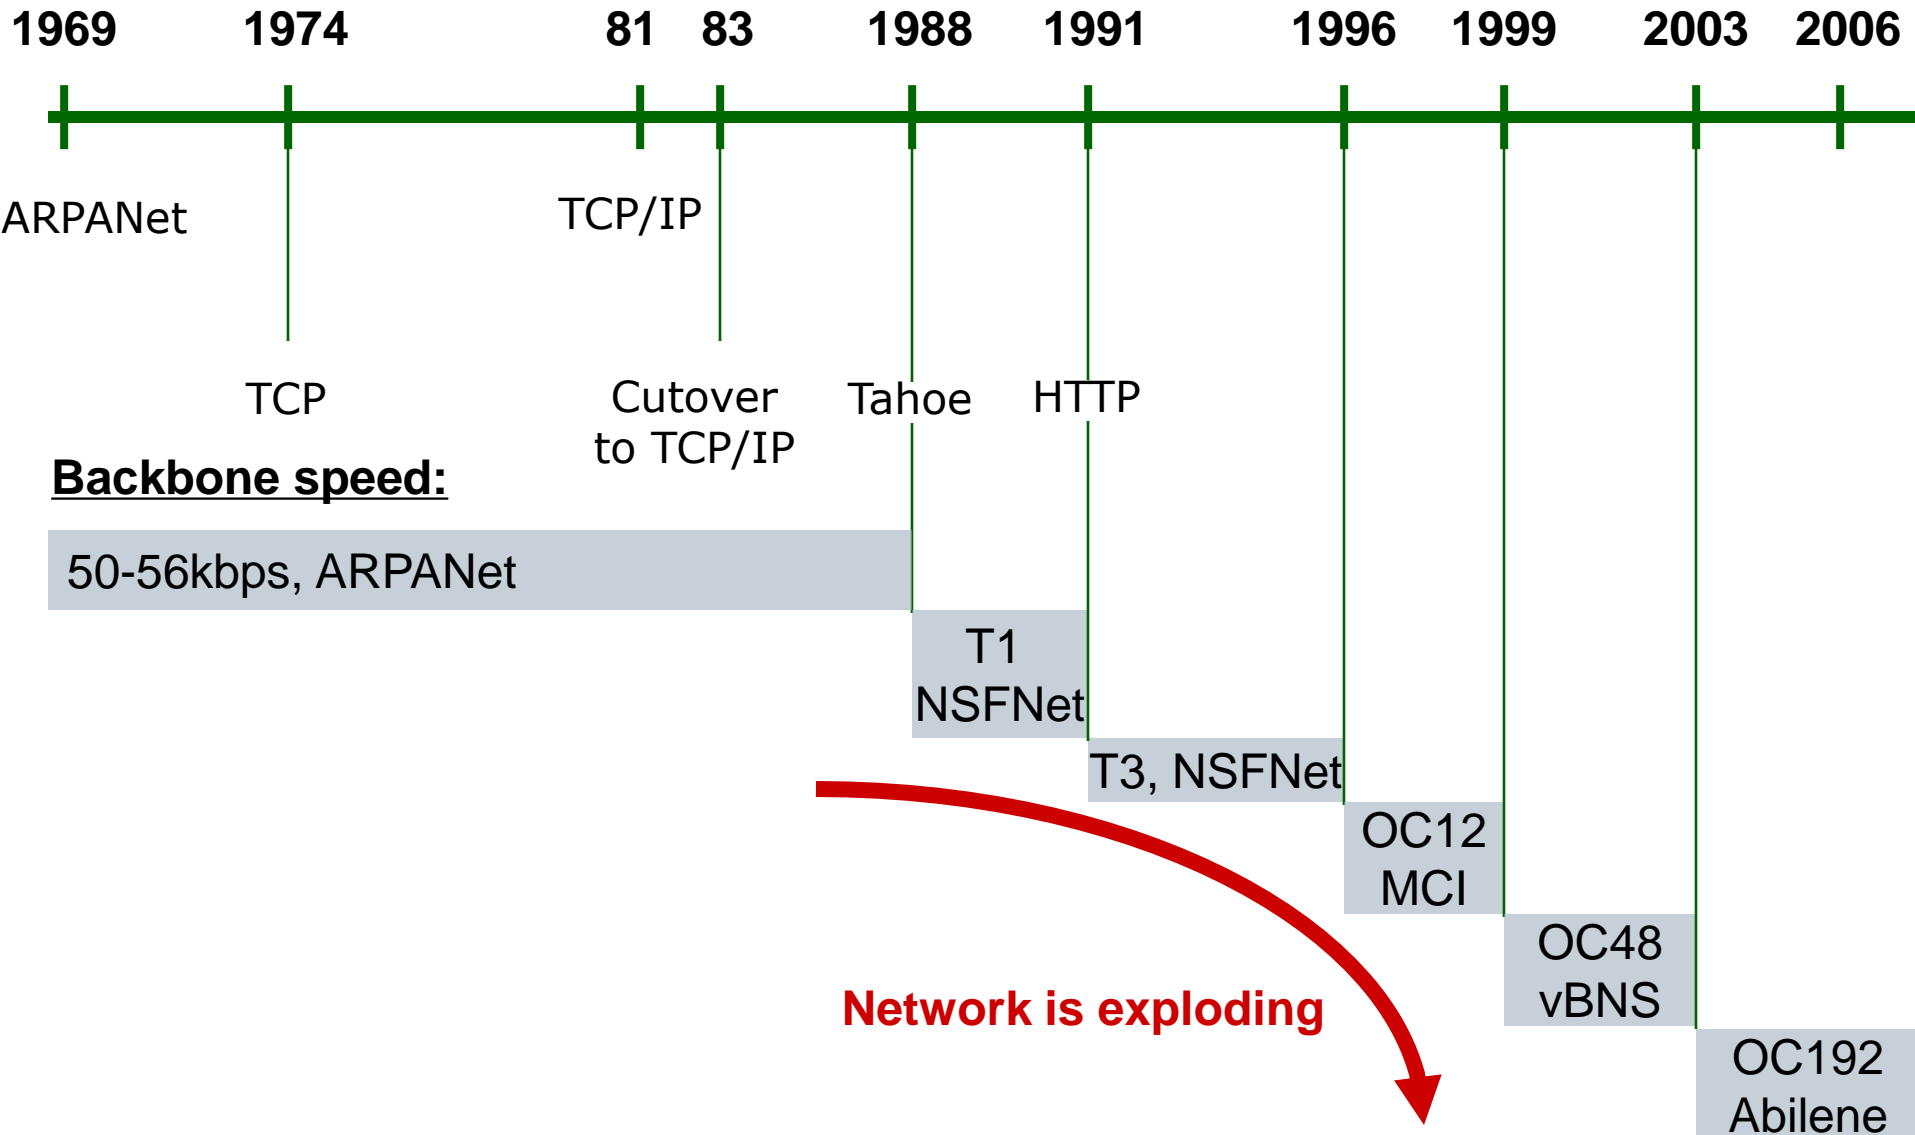 1969 1974 81 83 1988 1991 1996 1999 2003 2006
ARPANet
TCP/IP
TCP
Cutover
to TCP/IP
Tahoe
HTTP
Backbone speed:
50-56kbps, ARPANet
T1
NSFNet
T3, NSFNet
OC12
MCI
OC48
vBNS
Network is exploding
OC192
Abilene